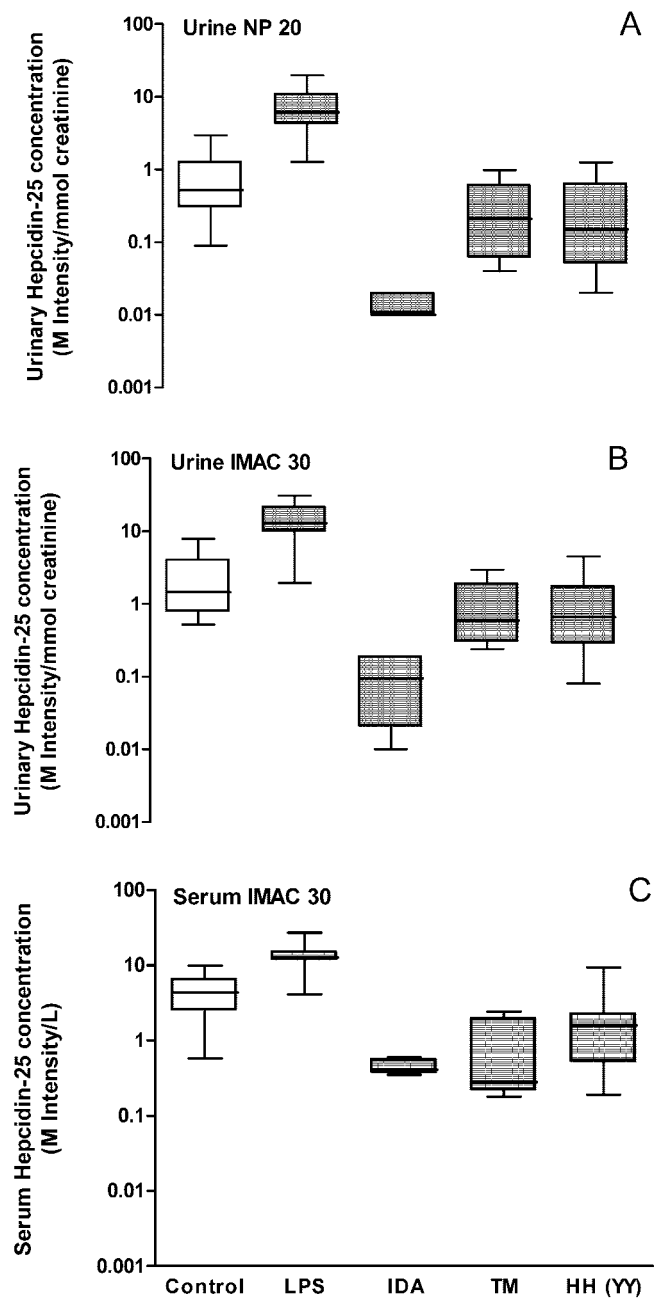 Urine NP 20
A
Urinary Hepcidin-25 concentration
(M Intensity/mmol creatinine)
100
10
1
0.1
0.01
0.001
Urine IMAC 30
B
Urinary Hepcidin-25 concentration
(M Intensity/mmol creatinine)
100
10
1
0.1
0.01
0.001
Serum IMAC 30
C
Serum Hepcidin-25 concentration
(M Intensity/L)
100
10
1
0.1
0.01
0.001
Control LPS IDA TM HH (YY)